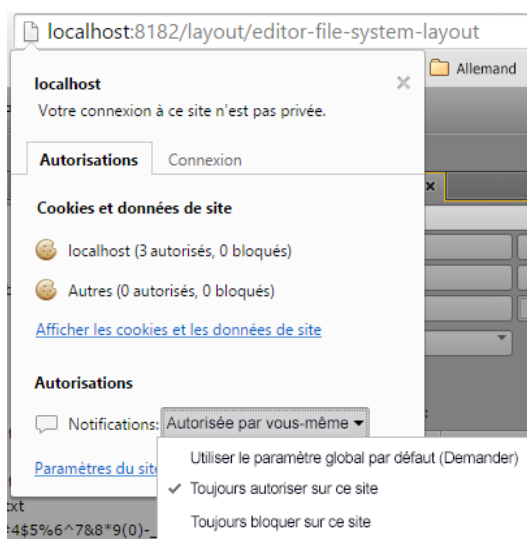 localhost:8182/layout/editor-file-system-layout
Allemand
localhost
Votre connexion à ce site n'est pas privée.
Autorisations
Connexion
Cookies et données de site
localhost (3 autorisés, 0 bloqués)
Autres (0 autorisés, 0 bloqués)
Afficher les cookies et les données de site
Autorisations
Notifications: Autorisée par vous-même
Utiliser le paramètre global par défaut (Demander)
Paramètres du site
Toujours autoriser sur ce site
Toujours bloquer sur ce site
4$5%6^7&8*9(0)-_